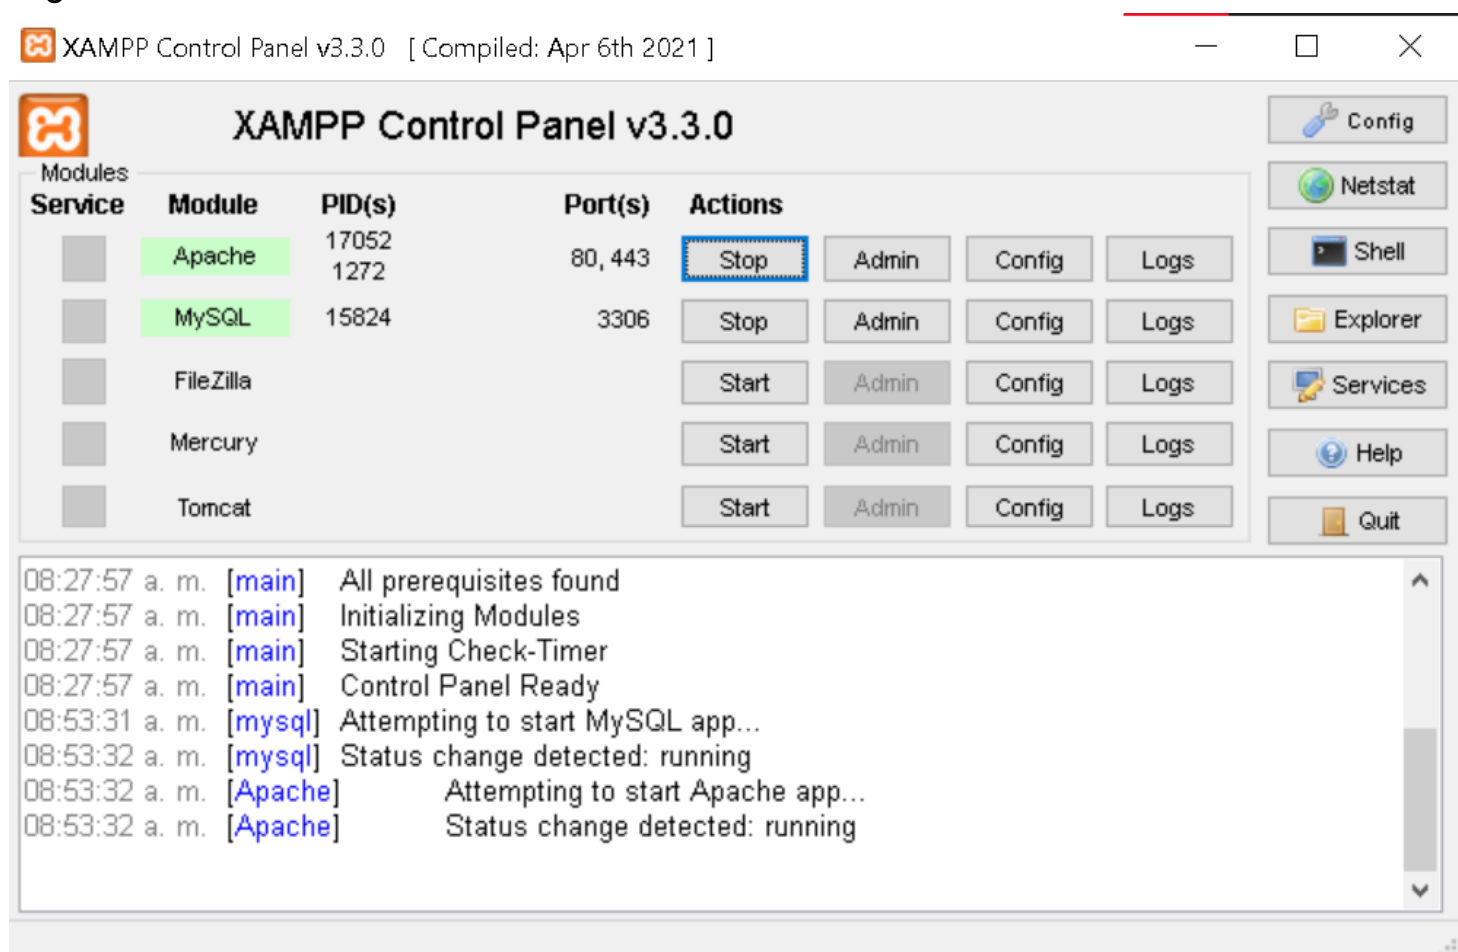 XAMPP Control Panel v3.3.0 [ Compiled: Apr 6th 2021 ]
XAMPP Control Panel v3.3.0
Config
Modules
Netstat
Service Module PID(s) Port(s) Actions
Shell
Apache 17052 1272 80, 443 Stop Admin Config Logs
MySQL 15824 3306 Stop Admin Config Logs
Explorer
FileZilla Start Admin Config Logs
Services
Mercury Start Admin Config Logs
Help
Tomcat Start Admin Config Logs
Quit
08:27:57 a. m. [main] All prerequisites found
08:27:57 a. m. [main] Initializing Modules
08:27:57 a. m. [main] Starting Check-Timer
08:27:57 a. m. [main] Control Panel Ready
08:53:31 a. m. [mysql] Attempting to start MySQL app...
08:53:32 a. m. [mysql] Status change detected: running
08:53:32 a. m. [Apache] Attempting to start Apache app...
08:53:32 a. m. [Apache] Status change detected: running